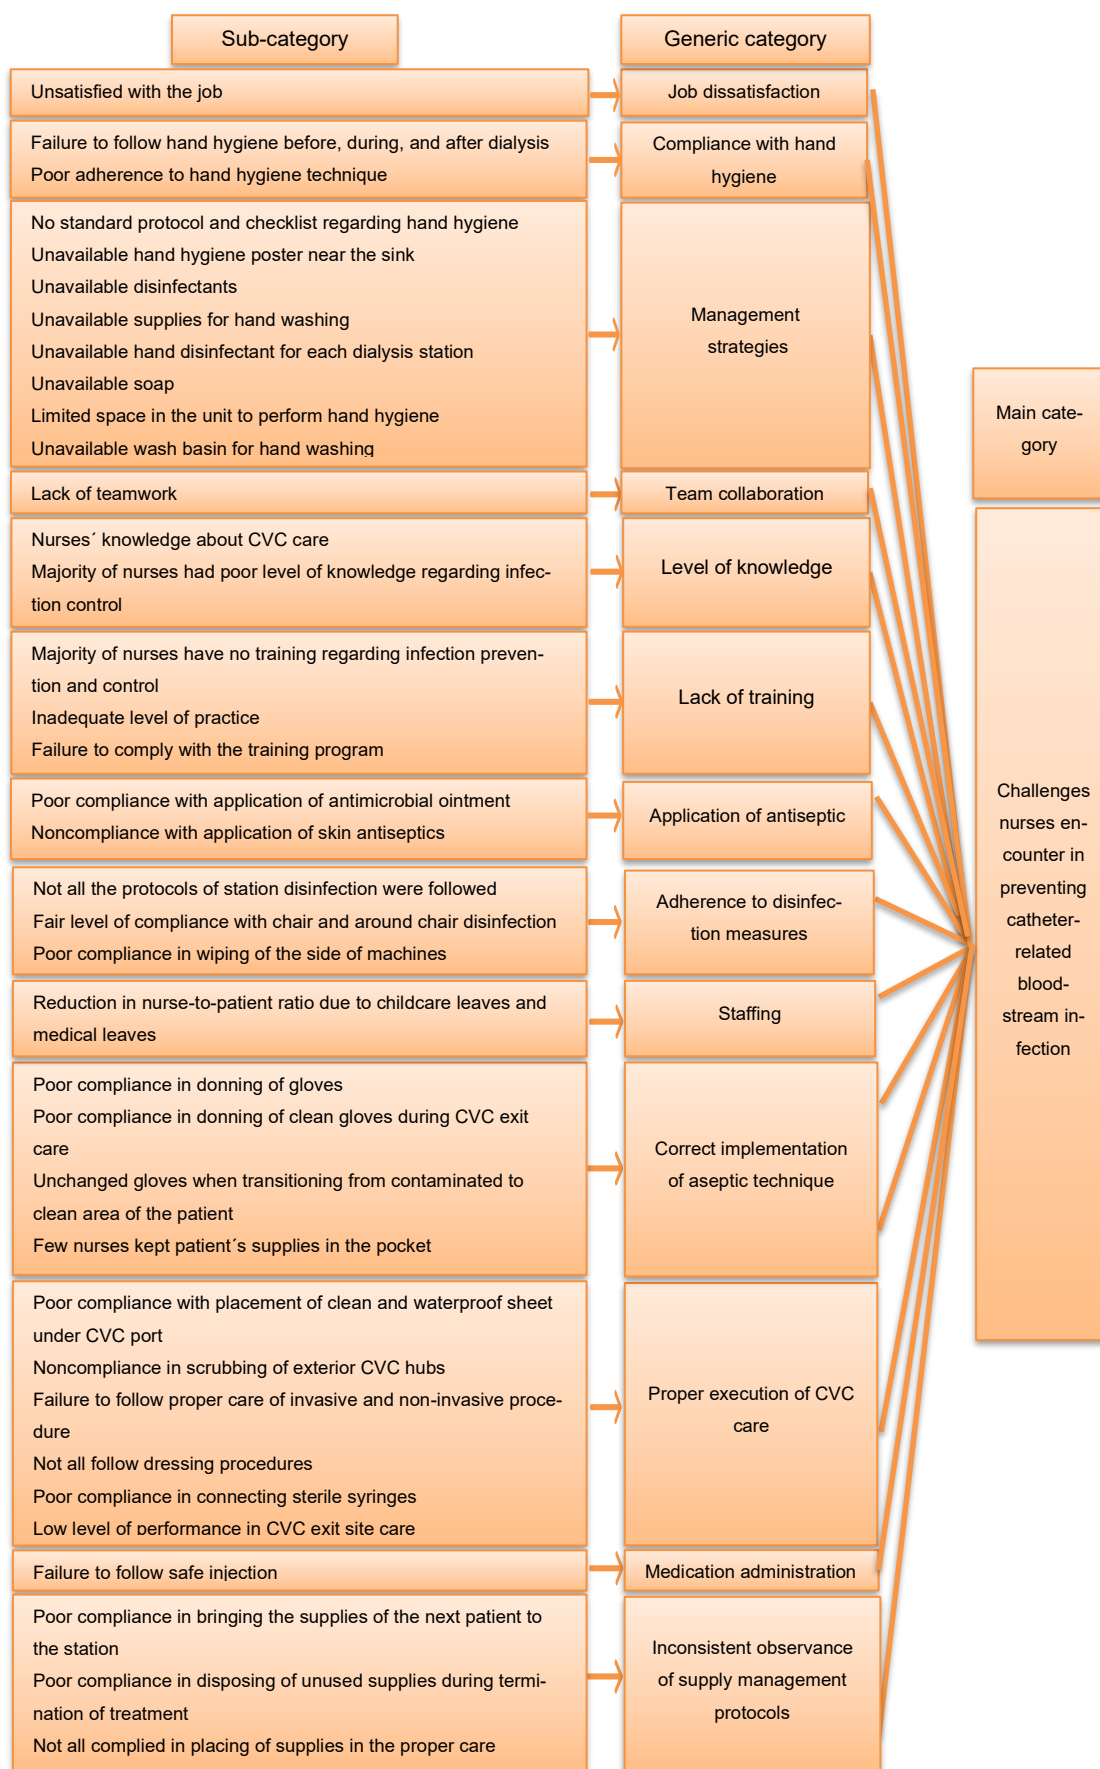 Sub-category
Generic category
Unsatisfied with the job
Job dissatisfaction
Failure to follow hand hygiene before, during, and after dialysis
Poor adherence to hand hygiene technique
Compliance with hand
hygiene
No standard protocol and checklist regarding hand hygiene
Unavailable hand hygiene poster near the sink
Unavailable disinfectants
Unavailable supplies for hand washing
Unavailable hand disinfectant for each dialysis station
Unavailable soap
Limited space in the unit to perform hand hygiene
Unavailable wash basin for hand washing
Management
strategies
Lack of teamwork
Team collaboration
Nurses´ knowledge about CVC care
Majority of nurses had poor level of knowledge regarding infec-
tion control
Level of knowledge
Majority of nurses have no training regarding infection preven-
tion and control
Inadequate level of practice
Failure to comply with the training program
Lack of training
Poor compliance with application of antimicrobial ointment
Noncompliance with application of skin antiseptics
Application of antiseptic
Not all the protocols of station disinfection were followed
Fair level of compliance with chair and around chair disinfection
Poor compliance in wiping of the side of machines
Adherence to disinfec-
tion measures
Reduction in nurse-to-patient ratio due to childcare leaves and
medical leaves
Staffing
Poor compliance in donning of gloves
Poor compliance in donning of clean gloves during CVC exit
care
Unchanged gloves when transitioning from contaminated to
clean area of the patient
Few nurses kept patient´s supplies in the pocket
Correct implementation
of aseptic technique
Poor compliance with placement of clean and waterproof sheet
under CVC port
Noncompliance in scrubbing of exterior CVC hubs
Failure to follow proper care of invasive and non-invasive proce-
dure
Not all follow dressing procedures
Poor compliance in connecting sterile syringes
Low level of performance in CVC exit site care
Proper execution of CVC
care
Failure to follow safe injection
Medication administration
Poor compliance in bringing the supplies of the next patient to
the station
Poor compliance in disposing of unused supplies during termi-
nation of treatment
Not all complied in placing of supplies in the proper care
Inconsistent observance
of supply management
protocols
Main cate-
gory
Challenges
nurses en-
counter in
preventing
catheter-
related
blood-
stream in-
fection